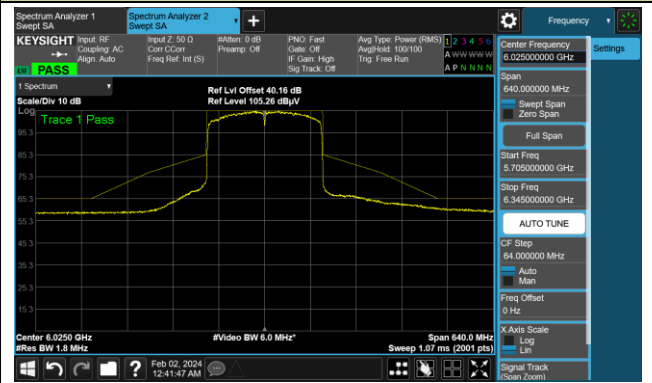 Spectrum Analyzer 1
Swept SA
Spectrum Analyzer 2
Swept SA
Frequency
KEYSIGHT
Input: RF
Coupling: AC
Align: Auto
Input Z: 50 Ω
Corr CCorr
Freq Ref: Int (S)
#Atten: 0 dB
Preamp: Off
PNO: Fast
Gate: Off
IF Gain: High
Sig Track: Off
Avg Type: Power (RMS)
Avg|Hold: 100/100
Trig: Free Run
1 2 3 4 5 6
A W W W W W
A P N N N N
PASS
1 Spectrum
Scale/Div 10 dB
Ref Lvl Offset 40.16 dB
Ref Level 105.26 dBµV
Log
Trace 1 Pass
95.3
85.3
75.3
65.3
55.3
45.3
35.3
25.3
15.3
Center 6.0250 GHz
#Res BW 1.8 MHz
#Video BW 6.0 MHz*
Span 640.0 MHz
Sweep 1.07 ms (2001 pts)
Center Frequency
6.025000000 GHz
Settings
Span
640.000000 MHz
Swept Span
Zero Span
Full Span
Start Freq
5.705000000 GHz
Stop Freq
6.345000000 GHz
AUTO TUNE
CF Step
64.000000 MHz
Auto
Man
Freq Offset
0 Hz
X Axis Scale
Log
Lin
Signal Track
(Span Zoom)
Feb 02, 2024
12:41:47 AM